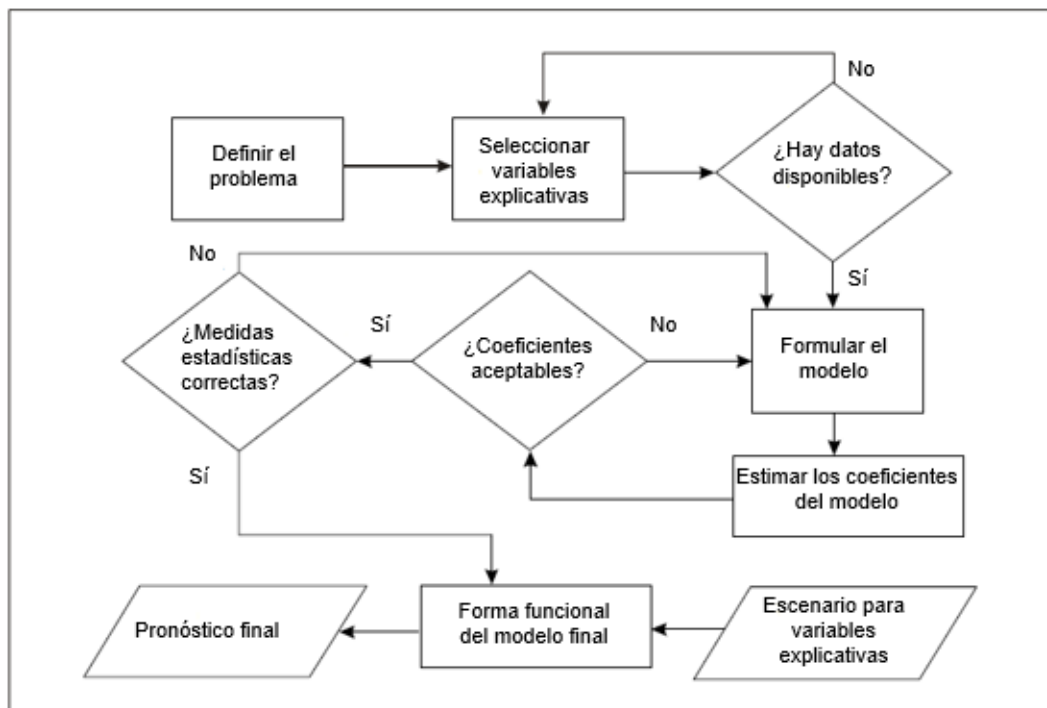 No
Definir el
problema
Seleccionar
variables
explicativas
¿Hay datos
disponibles?
No
Sí
¿Medidas
estadísticas
correctas?
Sí
¿Coeficientes
aceptables?
No
Formular el
modelo
Sí
Estimar los coeficientes
del modelo
Pronóstico final
Forma funcional
del modelo final
Escenario para
variables
explicativas